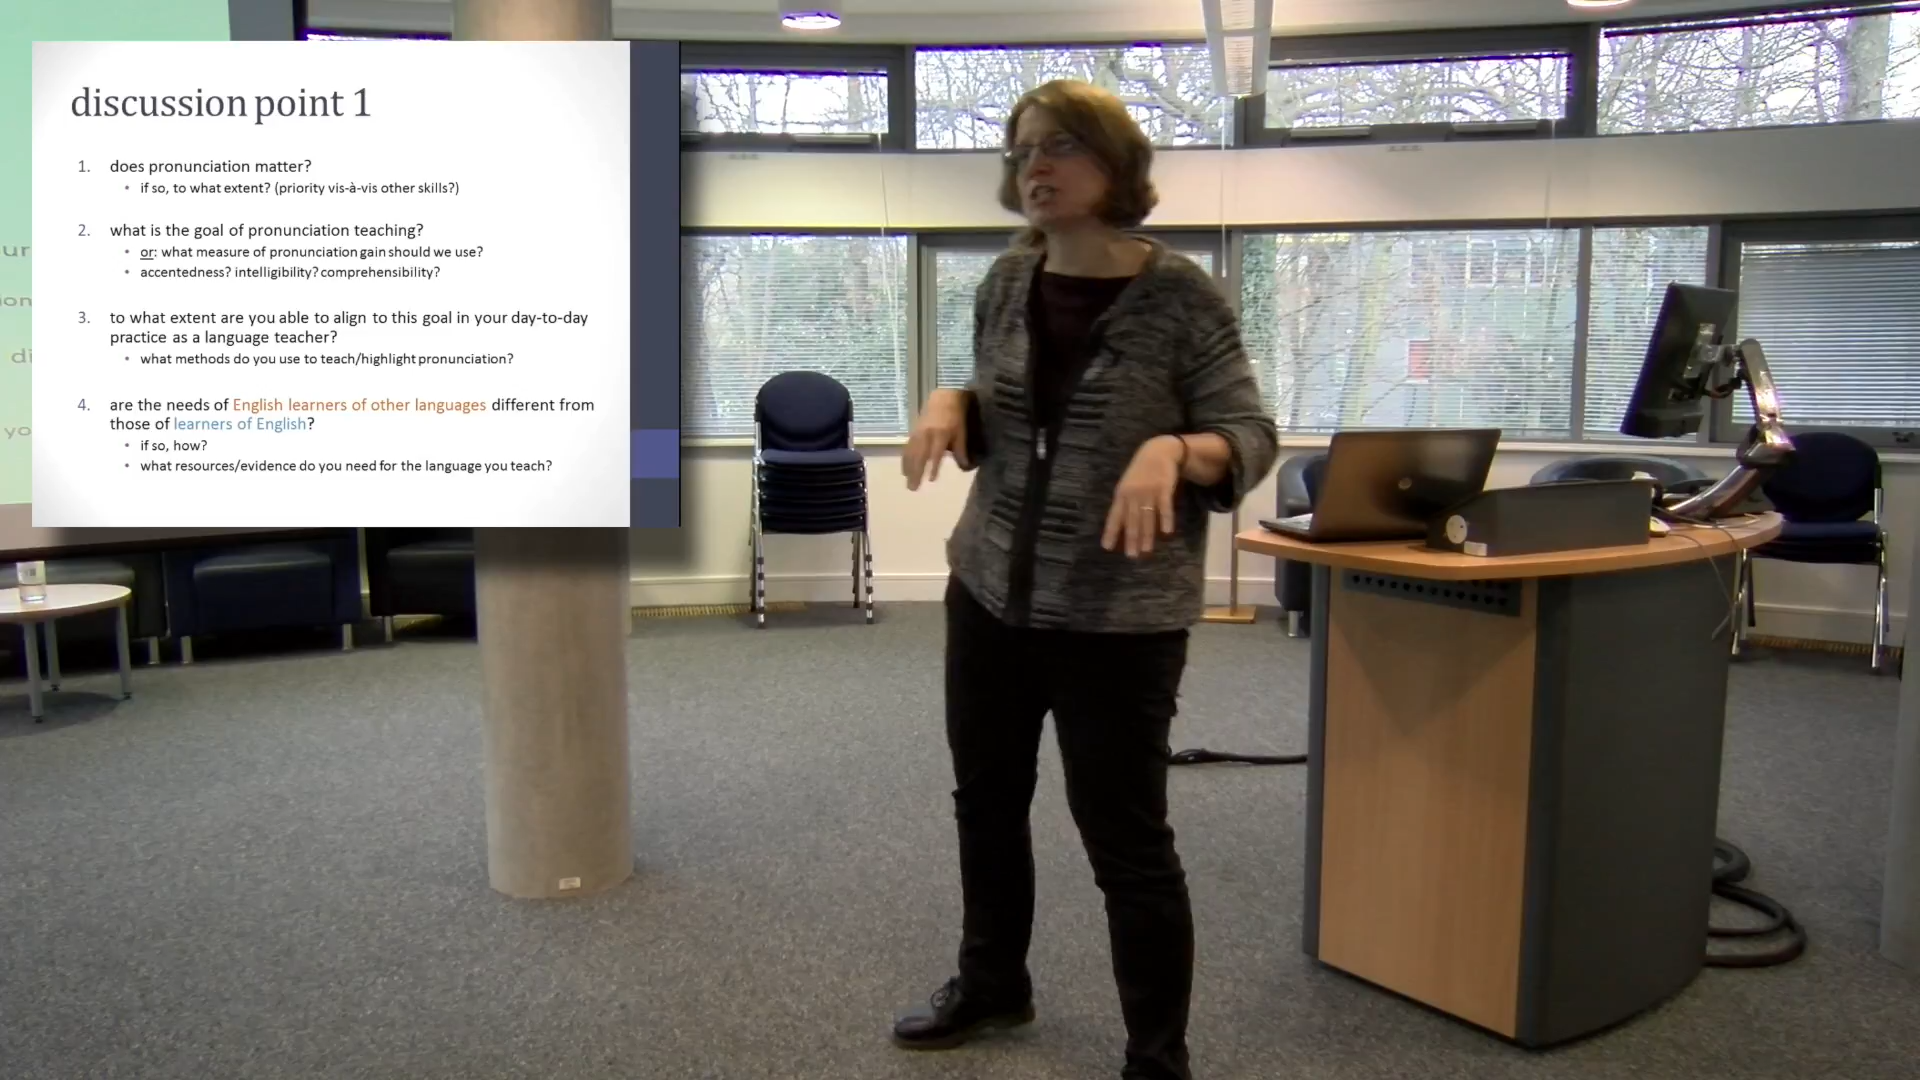 discussion point 1
1. does pronunciation matter?
• if so, to what extent? (priority vis-à-vis other skills?)
2. what is the goal of pronunciation teaching?
• or: what measure of pronunciation gain should we use?
• accentedness? intelligibility? comprehensibility?
3. to what extent are you able to align to this goal in your day-to-day
practice as a language teacher?
• what methods do you use to teach/highlight pronunciation?
4. are the needs of English learners of other languages different from
those of learners of English?
• if so, how?
• what resources/evidence do you need for the language you teach?